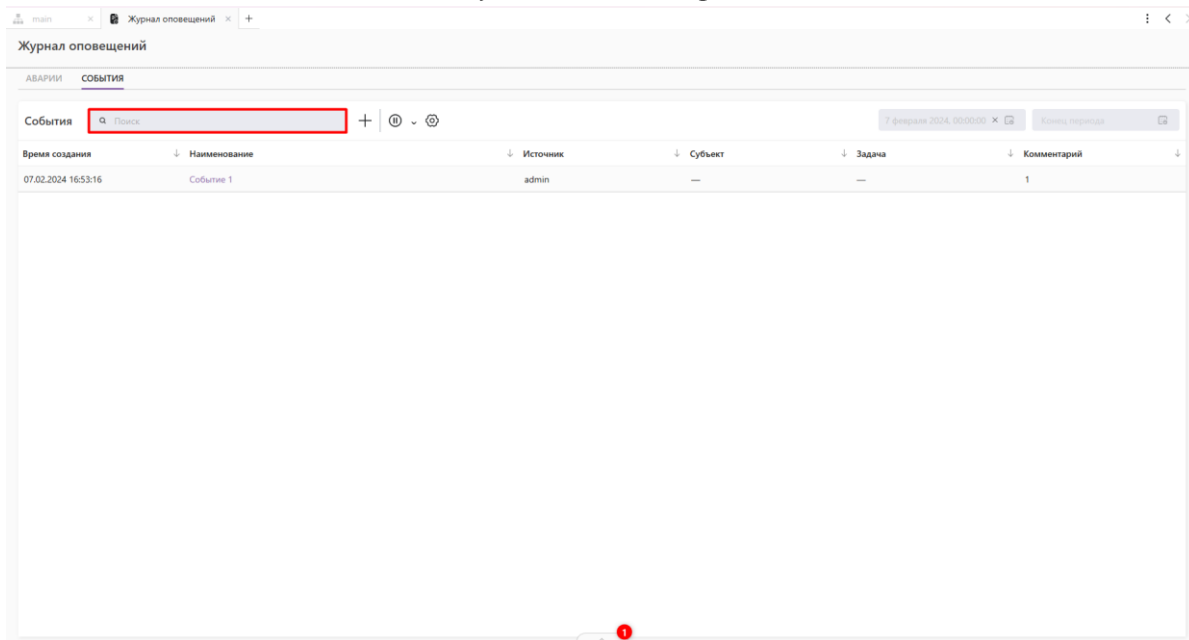 main × Журнал оповещений × +
Журнал оповещений
АВАРИИ СОБЫТИЯ
События Поиск 7 февраля 2024, 00:00:00 × Конец периода
Время создания ↓ Наименование ↓ Источник ↓ Субъект ↓ Задача ↓ Комментарий ↓
07.02.2024 16:53:16 Событие 1 admin — — 1
1